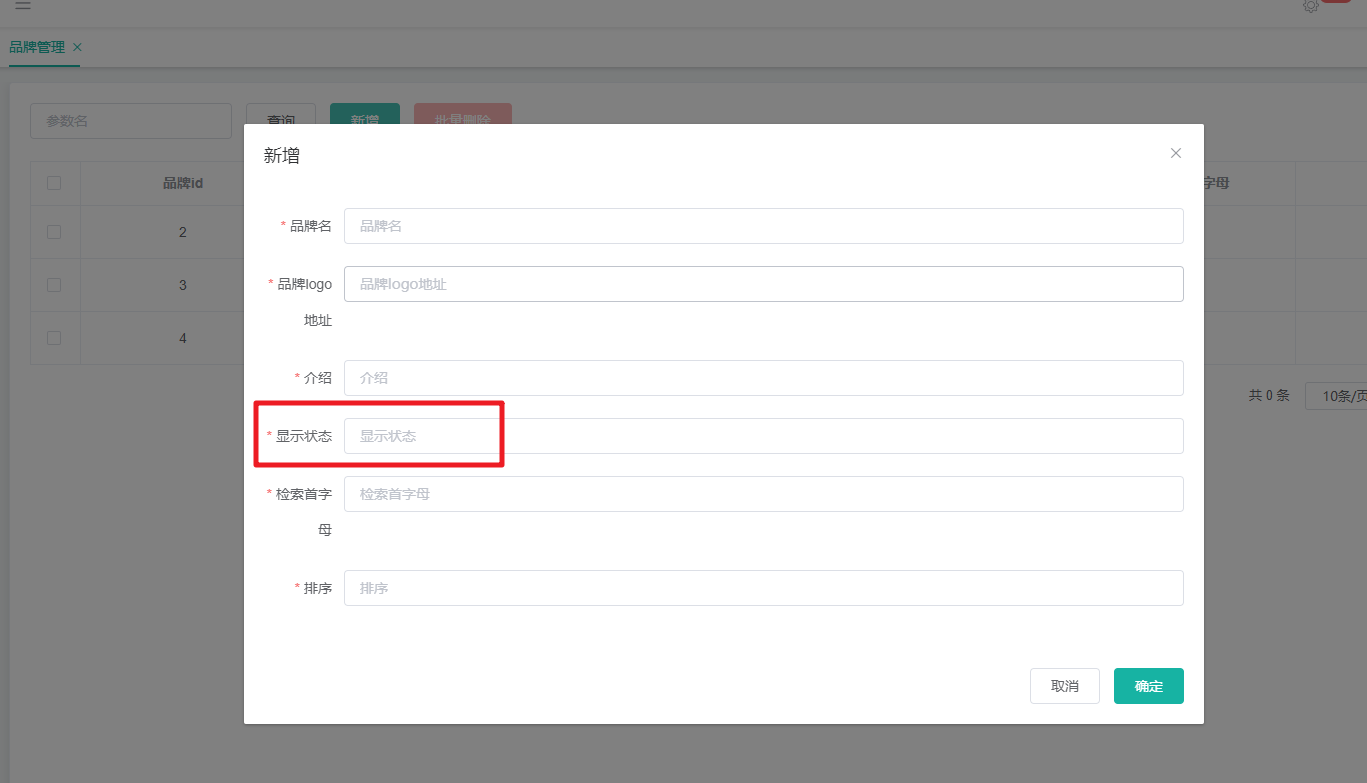 品牌管理
参数名
查询
新增
批量删除
新增
品牌id
字母
* 品牌名
品牌名
2
* 品牌logo
地址
品牌logo地址
3
4
* 介绍
介绍
共 0 条
10条/页
* 显示状态
显示状态
* 检索首字
母
检索首字母
* 排序
排序
取消
确定